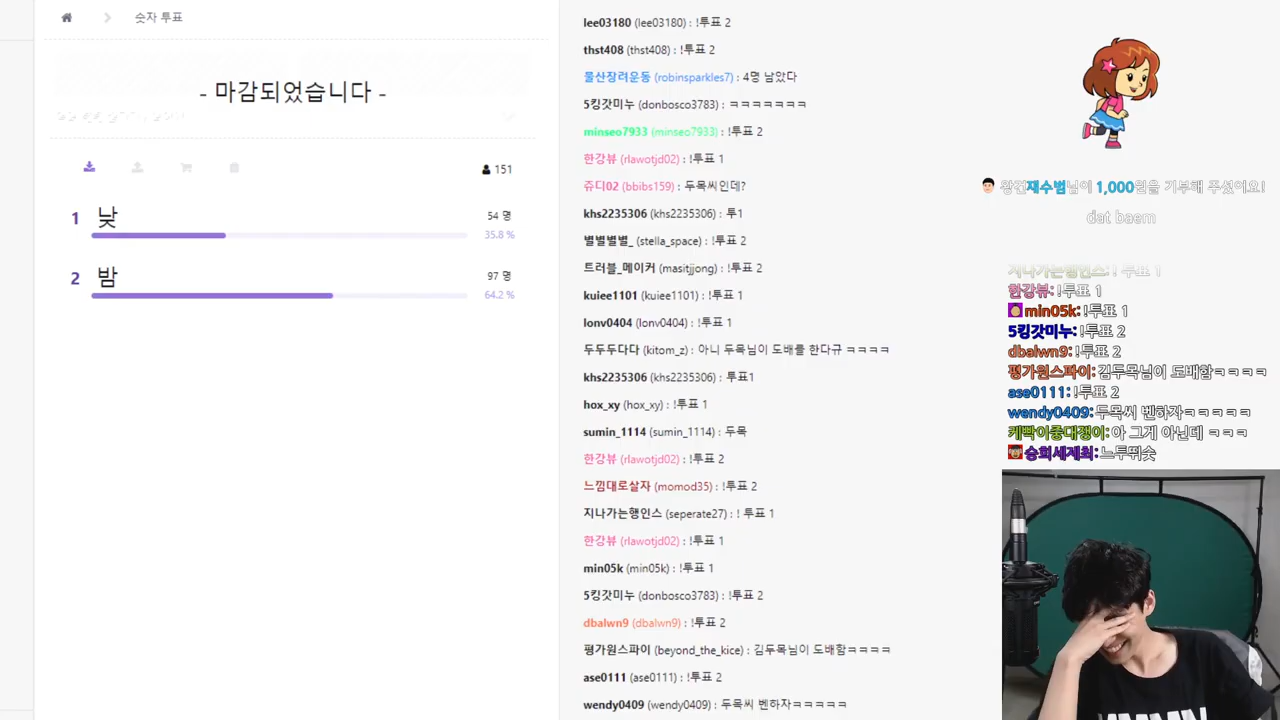 숫자 투표
- 마감되었습니다 -
151
1 낮 54 명
35.8 %
2 밤 97 명
64.2 %
lee03180 (lee03180) : !투표 2
thst408 (thst408) : !투표 2
물산장려운동 (robinsparkles7) : 4명 남았다
5킹갓미누 (donbosco3783) : ㅋㅋㅋㅋㅋㅋㅋ
minseo7933 (minseo7933) : !투표 2
한강뷰 (rlawotjd02) : !투표 1
쥬디02 (bbibs159) : 두목씨인데?
khs2235306 (khs2235306) : 투1
별별별별_ (stella_space) : !투표 2
트러블_메이커 (masitjjong) : !투표 2
kuiee1101 (kuiee1101) : !투표 1
lonv0404 (lonv0404) : !투표 1
두두두다다 (kitom_z) : 아니 두목님이 도배를 한다규 ㅋㅋㅋㅋ
khs2235306 (khs2235306) : 투표1
hox_xy (hox_xy) : !투표 1
sumin_1114 (sumin_1114) : 두목
한강뷰 (rlawotjd02) : !투표 2
느낌대로살자 (momod35) : !투표 2
지나가는행인스 (seperate27) : ! 투표 1
한강뷰 (rlawotjd02) : !투표 1
min05k (min05k) : !투표 1
5킹갓미누 (donbosco3783) : !투표 2
dbalwn9 (dbalwn9) : !투표 2
평가원스파이 (beyond_the_kice) : 김두목님이 도배함ㅋㅋㅋㅋ
ase0111 (ase0111) : !투표 2
wendy0409 (wendy0409) : 두목씨 벤하자ㅋㅋㅋㅋㅋ
왕연재수범님이 1,000원을 기부해 주셨어요!
dat baem
지나가는행인스: ! 투표 1
한강뷰: !투표 1
min05k: !투표 1
5킹갓미누: !투표 2
dbalwn9: !투표 2
평가원스파이: 김두목님이 도배함ㅋㅋㅋㅋ
ase0111: !투표 2
wendy0409: 두목씨 벤하자ㅋㅋㅋㅋㅋ
케빡이중대쟁이: 아 그게 아닌데 ㅋㅋㅋ
승희세제최: 느투뛰슛